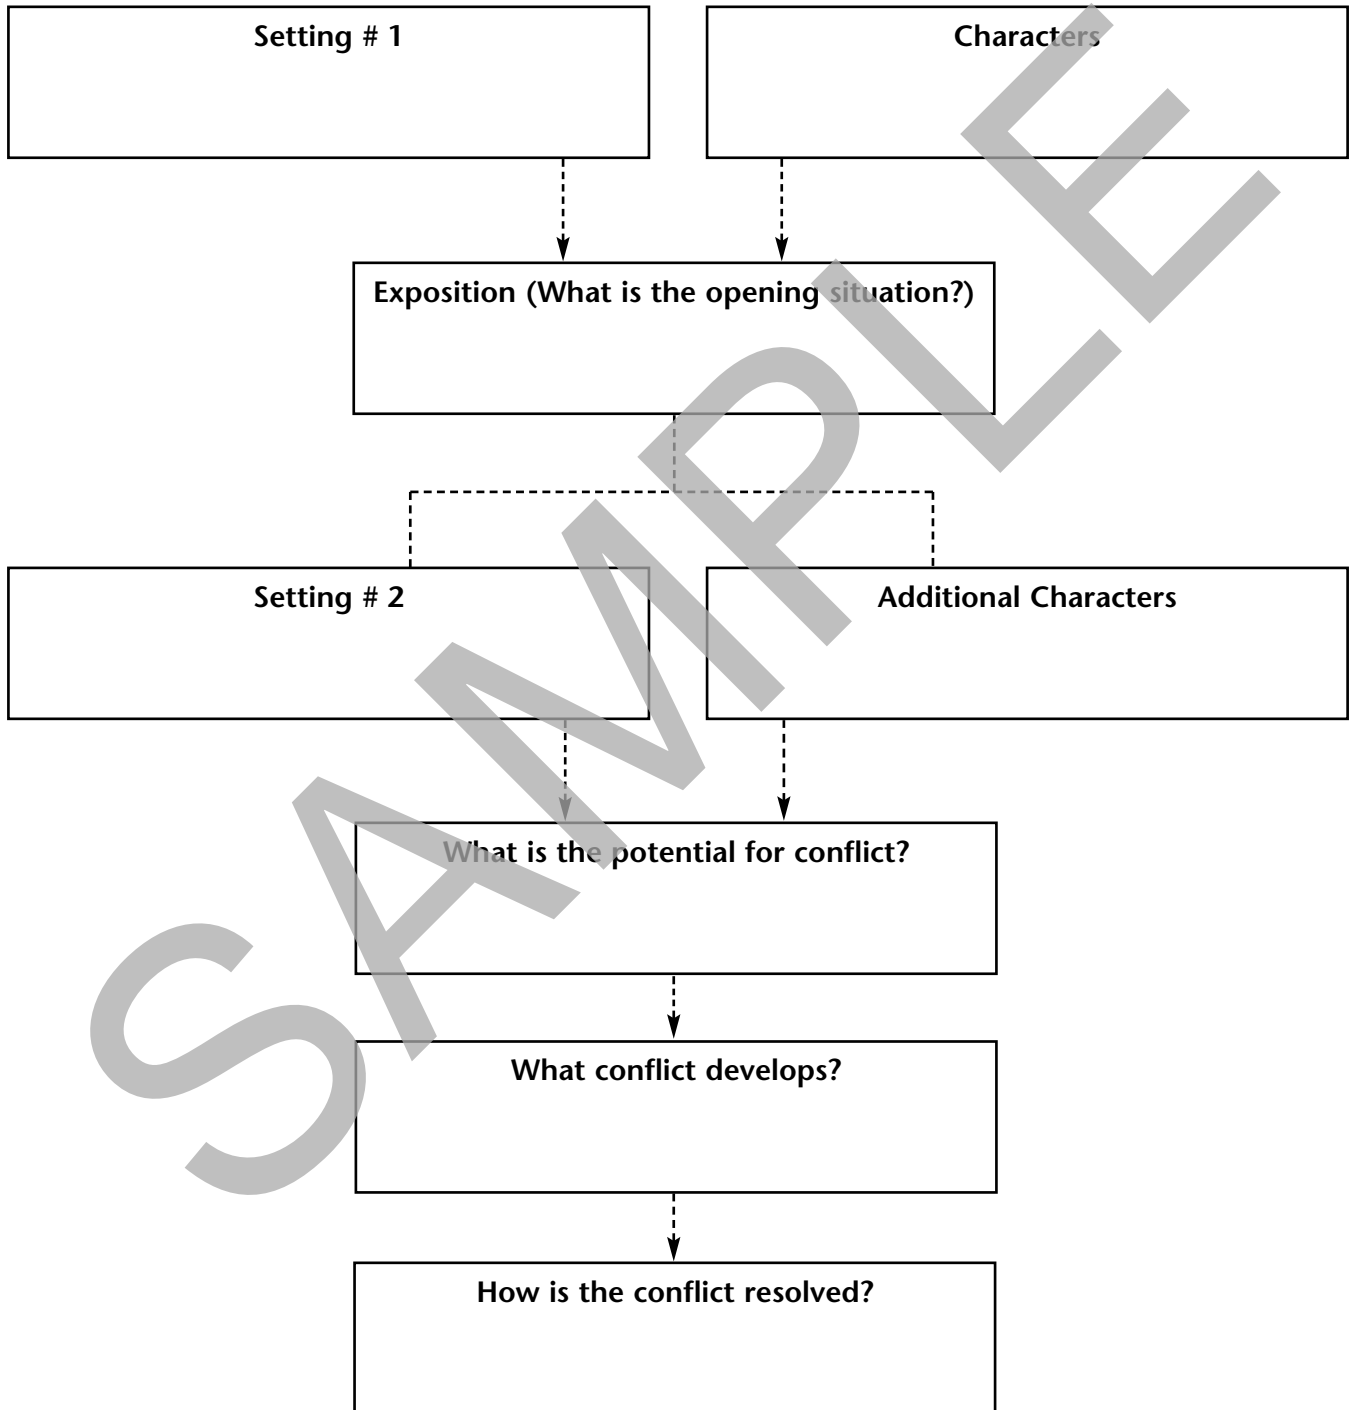 Setting # 1
Characters
Exposition (What is the opening situation?)
Setting # 2
Additional Characters
What is the potential for conflict?
What conflict develops?
How is the conflict resolved?
SAMPLE